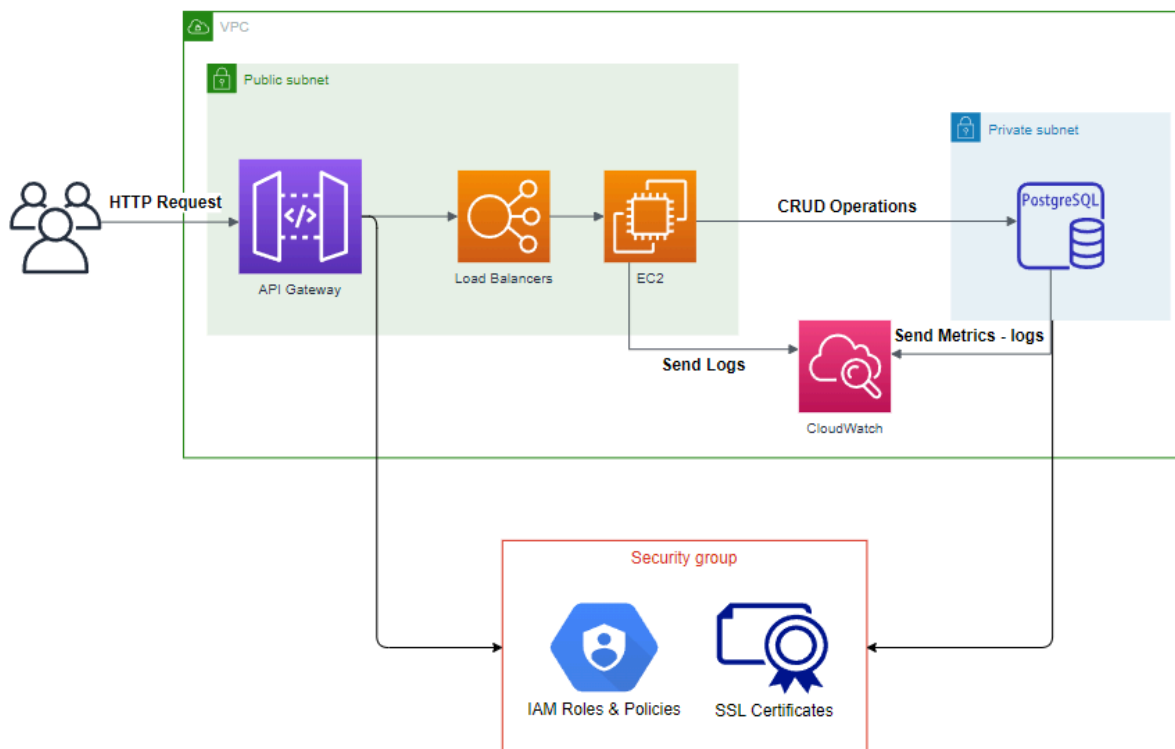 VPC
Public subnet
Private subnet
HTTP Request
PostgreSQL
CRUD Operations
API Gateway
Load Balancers
EC2
Send Metrics - logs
Send Logs
CloudWatch
Security group
IAM Roles & Policies
SSL Certificates